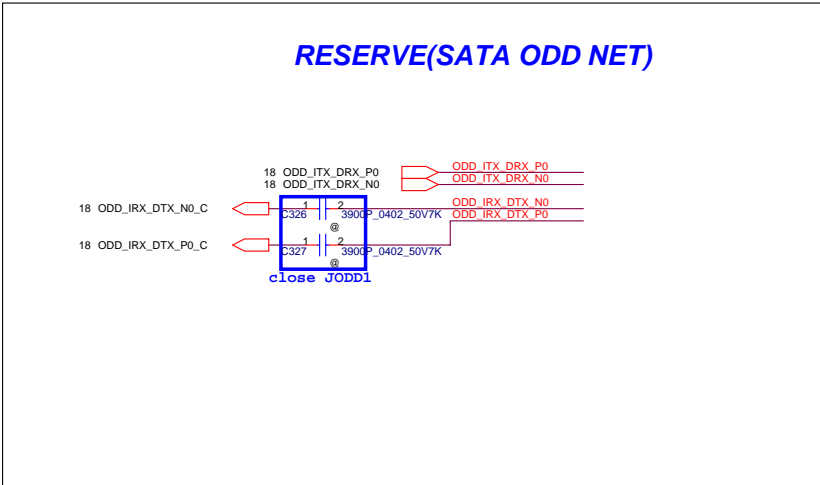 RESERVE(SATA ODD NET)
18 ODD_ITX_DRX_P0 ODD_ITX_DRX_P0
18 ODD_ITX_DRX_N0 ODD_ITX_DRX_N0
18 ODD_IRX_DTX_N0_C 1 2 ODD_IRX_DTX_N0
C326 3900P_0402_50V7K ODD_IRX_DTX_P0
@
18 ODD_IRX_DTX_P0_C 1 2
C327 3900P_0402_50V7K
@
close JODD1